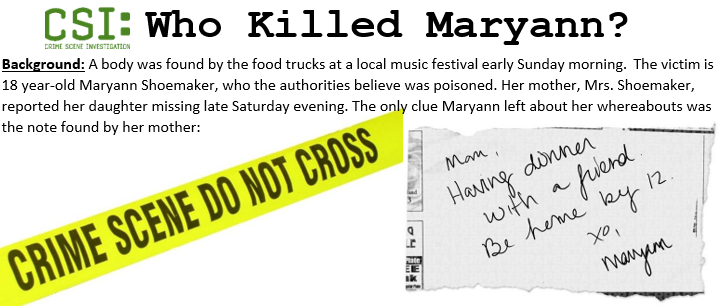 CSI: Who Killed Maryann?
CRIME SCENE INVESTIGATION
Background: A body was found by the food trucks at a local music festival early Sunday morning. The victim is
18 year-old Maryann Shoemaker, who the authorities believe was poisoned. Her mother, Mrs. Shoemaker,
reported her daughter missing late Saturday evening. The only clue Maryann left about her whereabouts was
the note found by her mother:
CRIME SCENE DO NOT CROSS
Mom,
Having dinner
with a friend.
Be home by 12.
xo,
Maryann